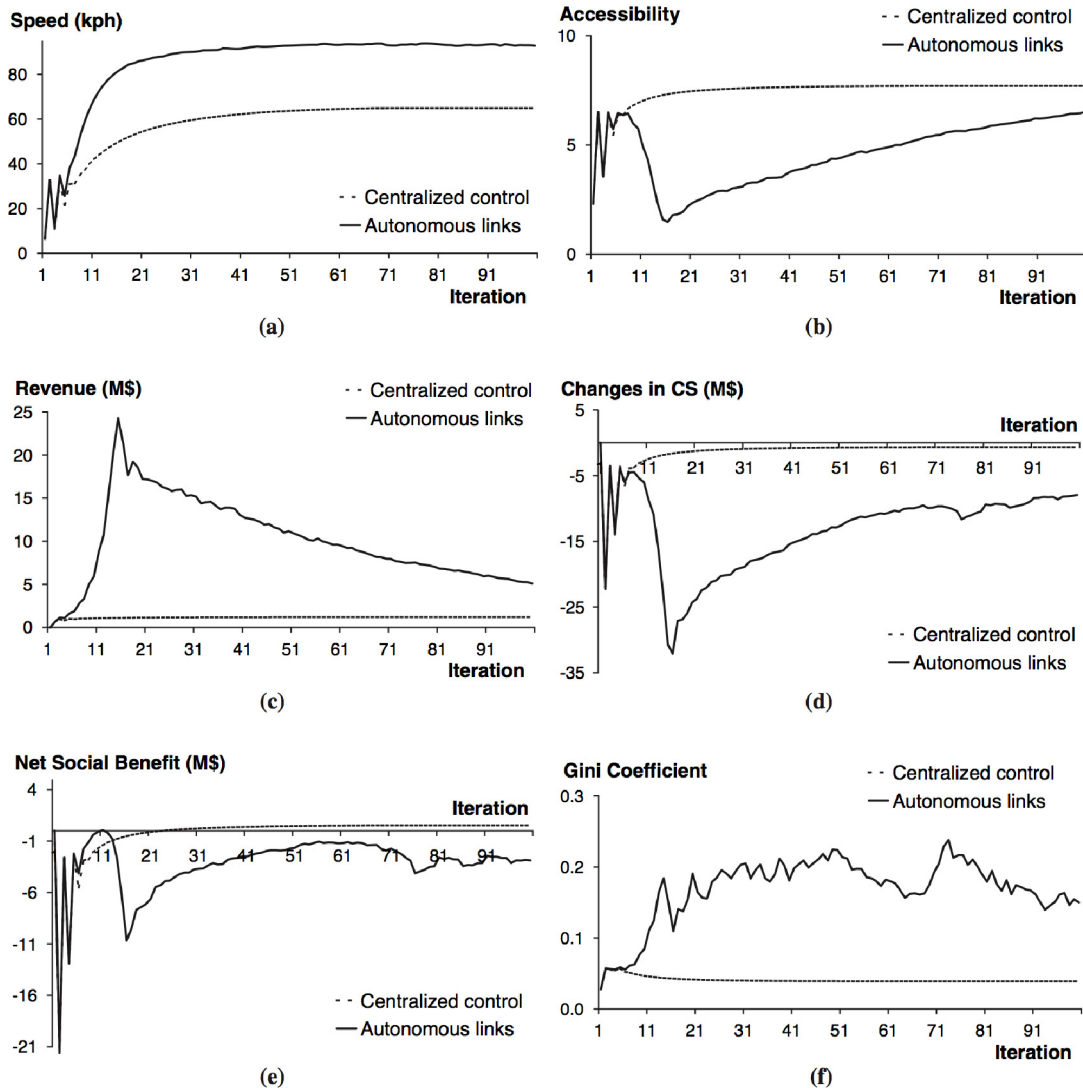 Speed (kph)
Centralized control
Autonomous links
80
60
40
20
0
1 11 21 31 41 51 61 71 81 91
Iteration
(a)
Accessibility
Centralized control
Autonomous links
10
5
0
1 11 21 31 41 51 61 71 81 91
Iteration
(b)
Revenue (M$)
Centralized control
Autonomous links
25
20
15
10
5
0
1 11 21 31 41 51 61 71 81 91
Iteration
(c)
Changes in CS (M$)
5
Iteration
1 11 21 31 41 51 61 71 81 91
-5
-15
-25
-35
Centralized control
Autonomous links
(d)
Net Social Benefit (M$)
4
Iteration
1 11 21 31 41 51 61 71 81 91
-1
-6
-11
-16
-21
Centralized control
Autonomous links
(e)
Gini Coefficient
Centralized control
Autonomous links
0.3
0.2
0.1
0.0
1 11 21 31 41 51 61 71 81 91
Iteration
(f)